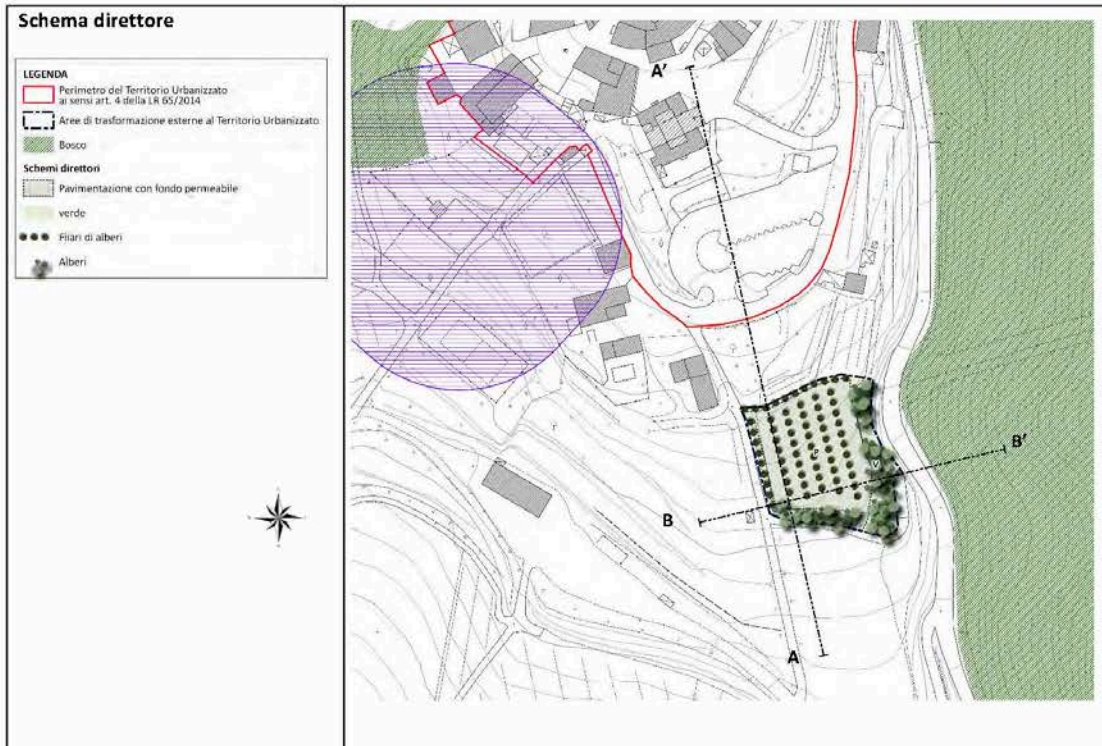 Schema direttore
LEGENDA
Perimetro del Territorio Urbanizzato
ai sensi art. 4 della LR 65/2014
Aree di trasformazione esterne al Territorio Urbanizzato
Bosco
Schemi direttori
Pavimentazione con fondo permeabile
verde
Filari di alberi
Alberi
A'
B'
P
V
B
A